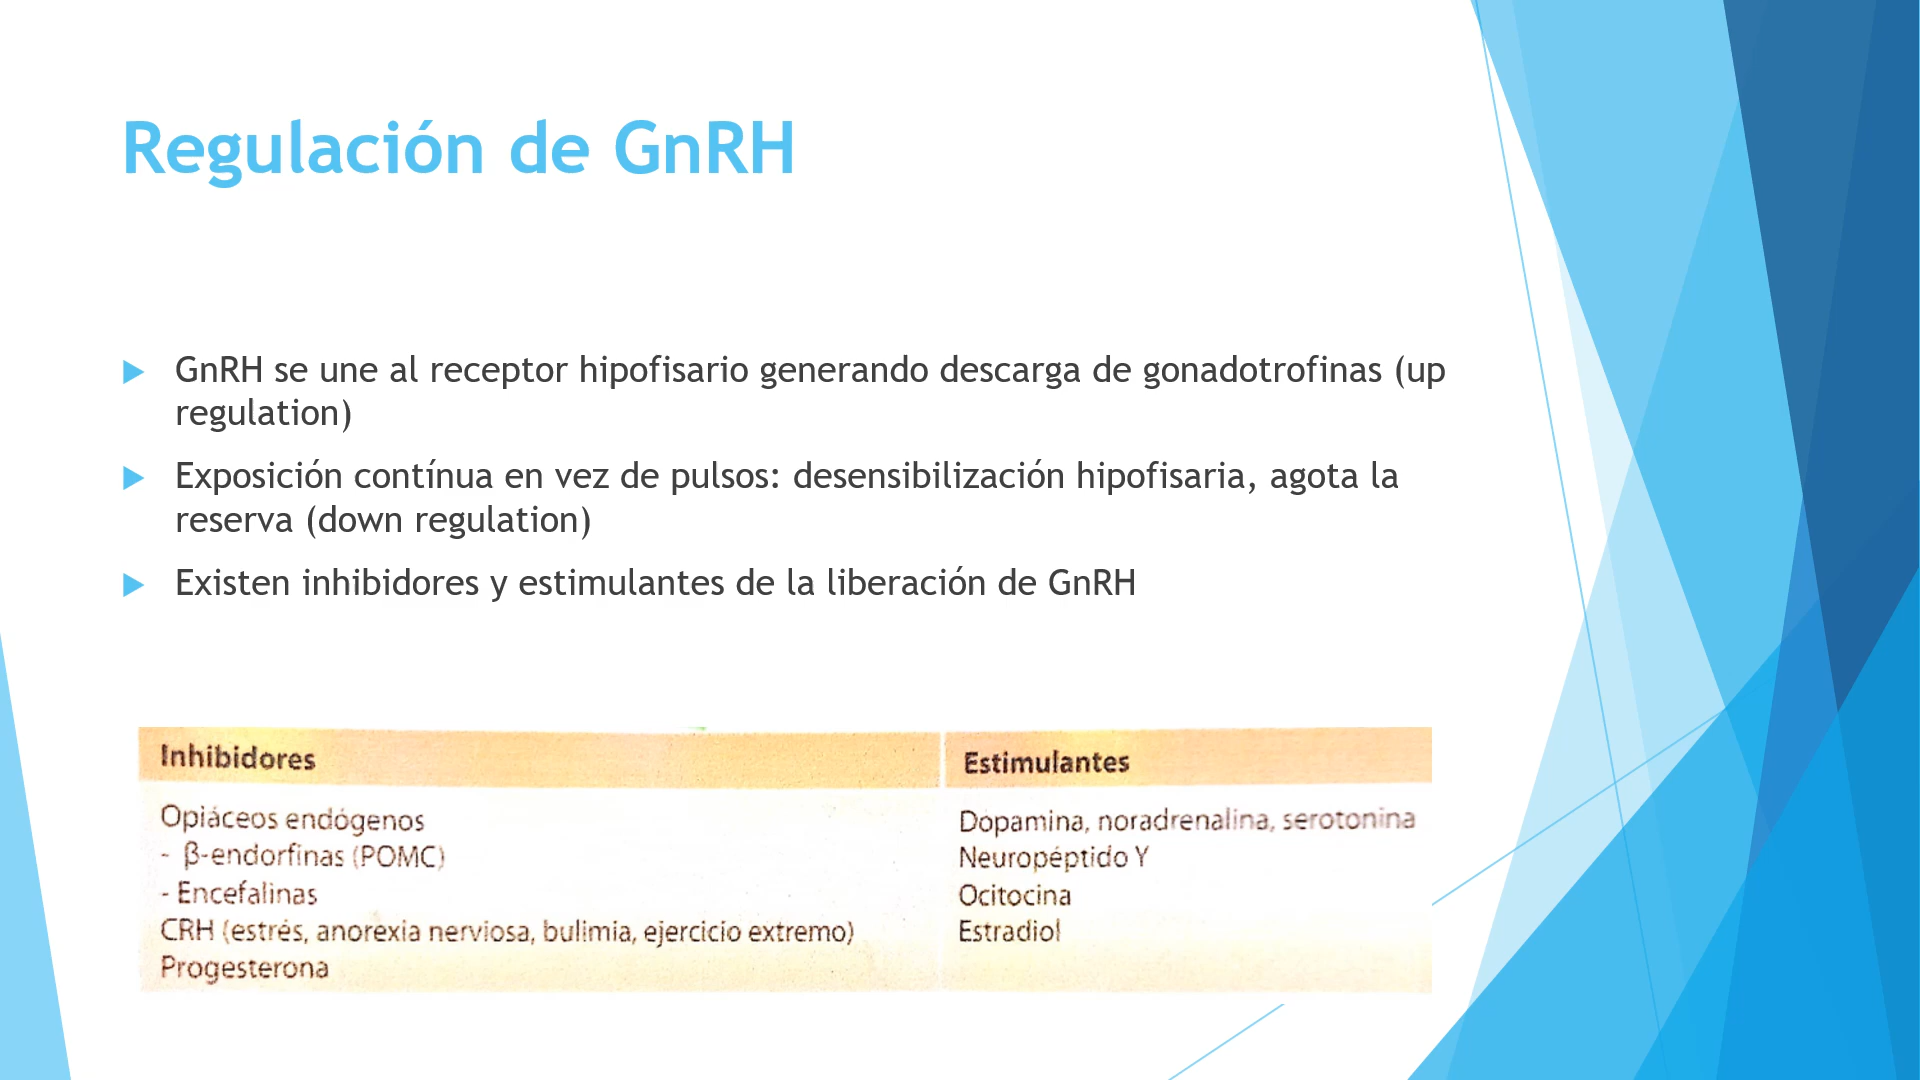 Regulación de GnRH
GnRH se une al receptor hipofisario generando descarga de gonadotrofinas (up
regulation)
Exposición contínua en vez de pulsos: desensibilización hipofisaria, agota la
reserva (down regulation)
Existen inhibidores y estimulantes de la liberación de GnRH
Inhibidores
Opiáceos endógenos
- β-endorfinas (POMC)
- Encefalinas
CRH (estrés, anorexia nerviosa, bulimia, ejercicio extremo)
Progesterona
Estimulantes
Dopamina, noradrenalina, serotonina
Neuropéptido Y
Ocitocina
Estradiol